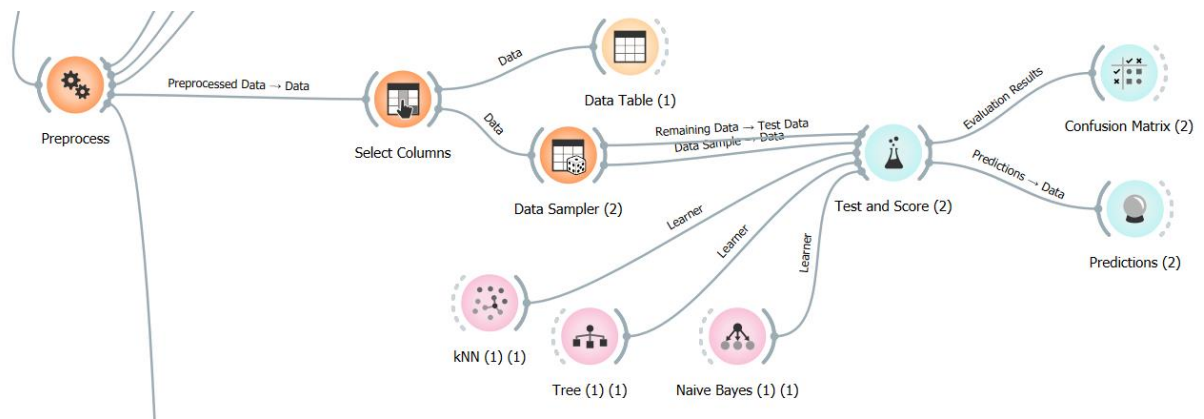 Preprocess
Preprocessed Data → Data
Select Columns
Data
Data Table (1)
Data
Data Sampler (2)
Remaining Data → Test Data
Data Sample → Data
Learner
Learner
Learner
kNN (1) (1)
Tree (1) (1)
Naive Bayes (1) (1)
Test and Score (2)
Evaluation Results
Confusion Matrix (2)
Predictions → Data
Predictions (2)